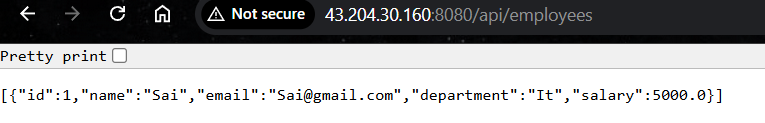 Not secure 43.204.30.160:8080/api/employees
Pretty print
[{"id":1,"name":"Sai","email":"Sai@gmail.com","department":"It","salary":5000.0}]